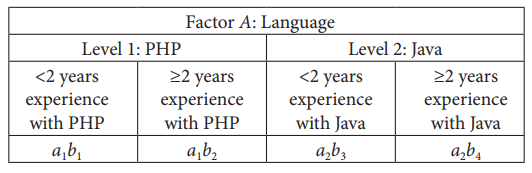 Factor A: Language
Level 1: PHP Level 2: Java
<2 years ≥2 years <2 years ≥2 years
experience experience experience experience
with PHP with PHP with Java with Java
a₁b₁ a₁b₂ a₂b₃ a₂b₄